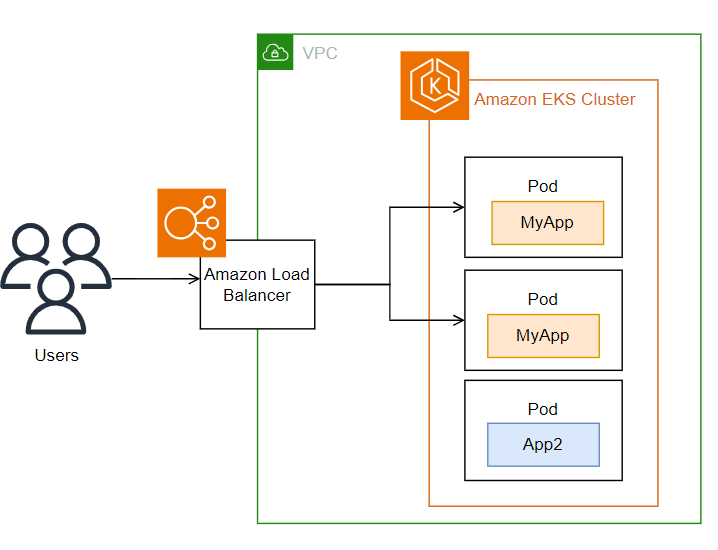 VPC
Amazon EKS Cluster
Pod
MyApp
Amazon Load
Balancer
Pod
MyApp
Users
Pod
App2